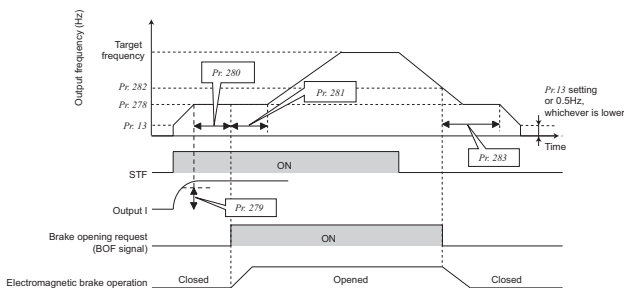 Output frequency (Hz)
Target
frequency
Pr. 280
Pr. 282
Pr. 281
Pr. 278
Pr. 13
Pr.13 setting
or 0.5Hz,
whichever is lower
Time
Pr. 283
ON
STF
Pr. 279
Output I
Brake opening request
(BOF signal)
ON
Electromagnetic brake operation
Closed
Opened
Closed